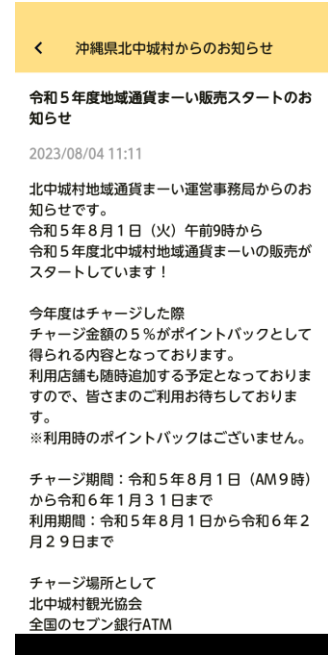 沖縄県北中城村からのお知らせ
令和５年度地域通貨まーい販売スタートのお
知らせ
2023/08/04 11:11
北中城村地域通貨まーい運営事務局からのお
知らせです。
令和５年８月１日（火）午前9時から
令和５年度北中城村地域通貨まーいの販売が
スタートしています！
今年度はチャージした際
チャージ金額の５％がポイントバックとして
得られる内容となっております。
利用店舗も随時追加する予定となっておりま
すので、皆さまのご利用お待ちしておりま
す。
※利用時のポイントバックはございません。
チャージ期間：令和５年８月１日（AM９時）
から令和６年１月３１日まで
利用期間：令和５年８月１日から令和６年２
月２９日まで
チャージ場所として
北中城村観光協会
全国のセブン銀行ATM